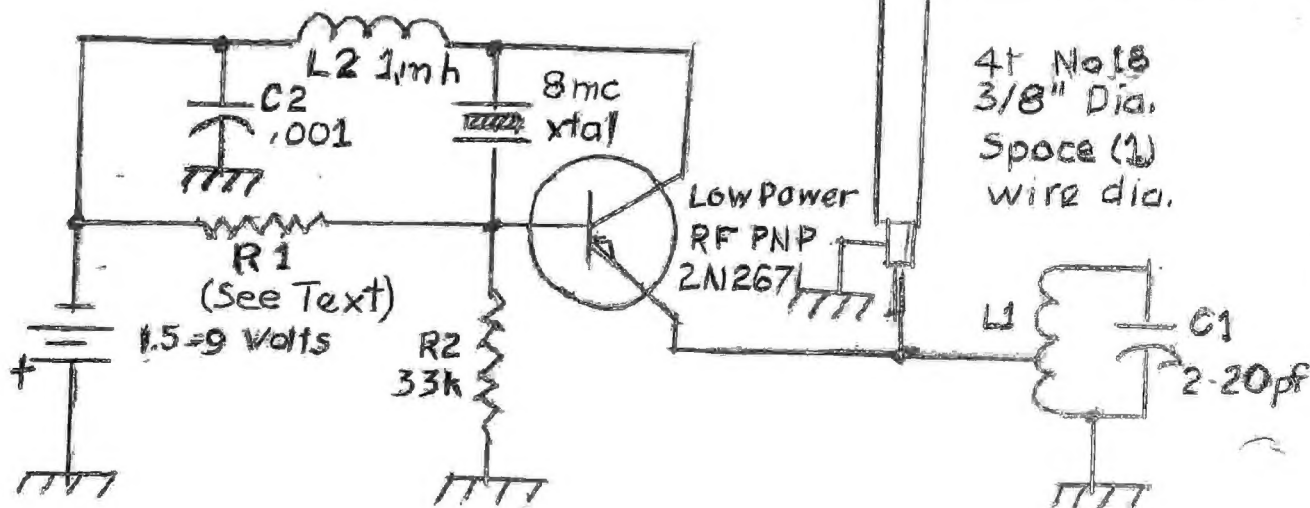 L2 1mh
C2
.001
8mc
xtal
4t No18
3/8" Dia.
Space (1)
wire dia.
Low Power
RF PNP
2N2671
R1
(See Text)
1.5-9 Volts
+
R2
33k
L1
C1
2-20pf